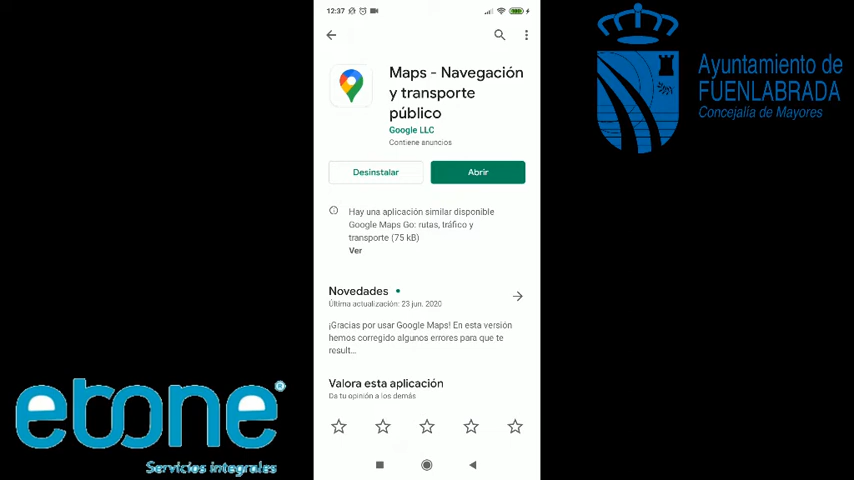 12:37
Maps - Navegación
y transporte
público
Google LLC
Contiene anuncios
Desinstalar
Abrir
Hay una aplicación similar disponible
Google Maps Go: rutas, tráfico y
transporte (75 kB)
Ver
Novedades
Última actualización: 23 jun. 2020
¡Gracias por usar Google Maps! En esta versión
hemos corregido algunos errores para que te
result...
Valora esta aplicación
Da tu opinión a los demás
Ayuntamiento de
FUENLABRADA
Concejalía de Mayores
ebone
Servicios integrales